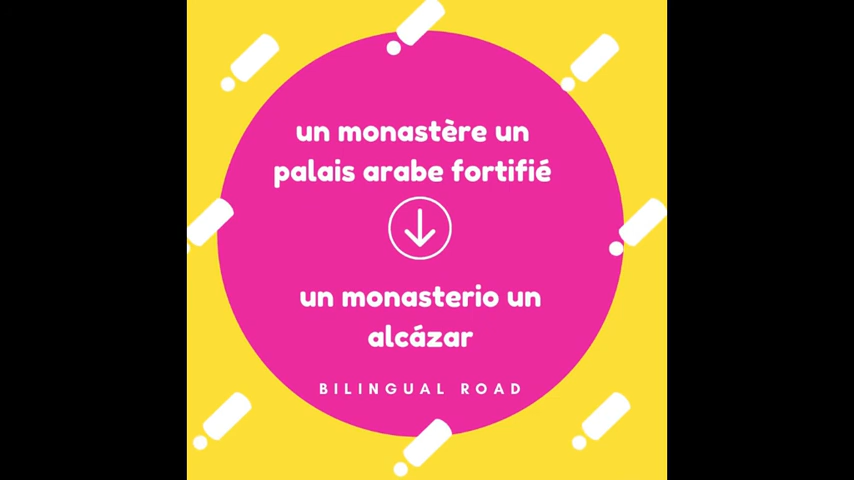 un monastère un
palais arabe fortifié
un monasterio un
alcázar
BILINGUAL ROAD